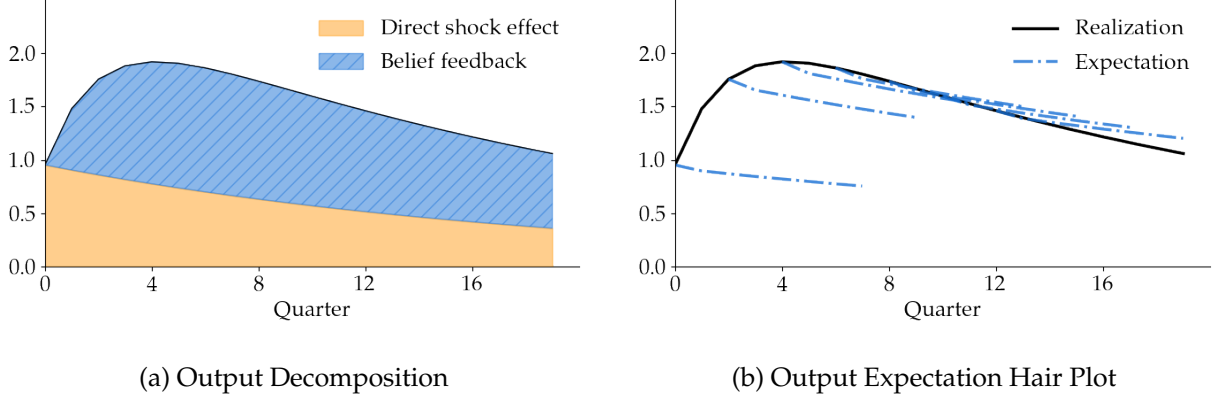 Direct shock effect
Belief feedback
2.0
1.5
1.0
0.5
0.0
0 4 8 12 16
Quarter
(a) Output Decomposition
Realization
Expectation
2.0
1.5
1.0
0.5
0.0
0 4 8 12 16
Quarter
(b) Output Expectation Hair Plot